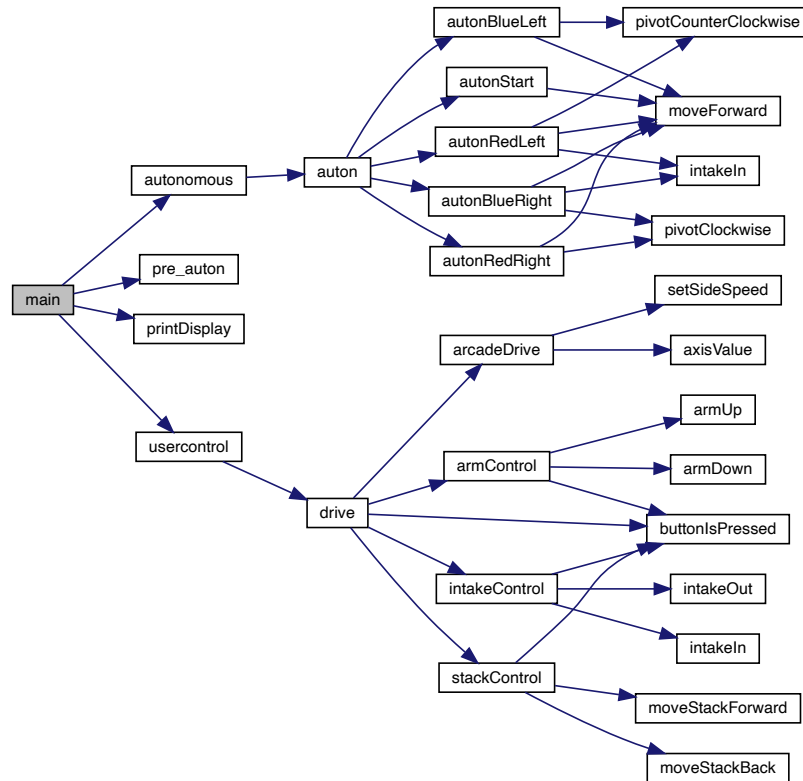 autonBlueLeft
pivotCounterClockwise
autonStart
moveForward
autonRedLeft
autonomous
auton
intakeIn
autonBlueRight
pivotClockwise
autonRedRight
pre_auton
main
setSideSpeed
printDisplay
arcadeDrive
axisValue
armUp
usercontrol
armControl
armDown
drive
buttonIsPressed
intakeControl
intakeOut
intakeIn
stackControl
moveStackForward
moveStackBack